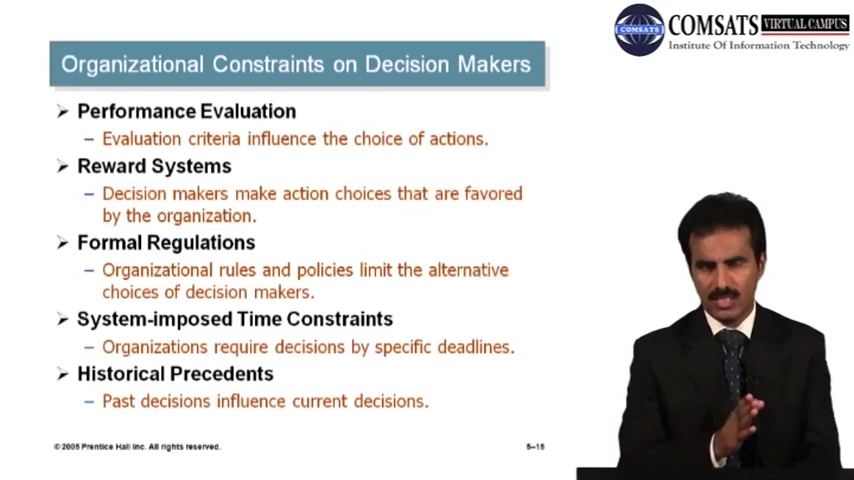 COMSATS VIRTUAL CAMPUS
Institute Of Information Technology
COMSATS
Organizational Constraints on Decision Makers
➢ Performance Evaluation
– Evaluation criteria influence the choice of actions.
➢ Reward Systems
– Decision makers make action choices that are favored
by the organization.
➢ Formal Regulations
– Organizational rules and policies limit the alternative
choices of decision makers.
➢ System-imposed Time Constraints
– Organizations require decisions by specific deadlines.
➢ Historical Precedents
– Past decisions influence current decisions.
© 2005 Prentice Hall Inc. All rights reserved.
5–15